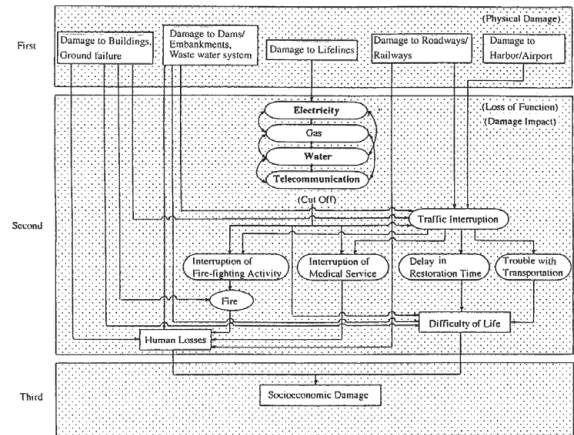 (Physical Damage)
First
Damage to Buildings,
Ground failure
Damage to Dams/
Embankments,
Waste water system
Damage to Lifelines
Damage to Roadways/
Railways
Damage to
Harbor/Airport
(Loss of Function)
(Damage Impact)
Electricity
Gas
Water
Telecommunication
(Cut Off)
Second
Traffic Interruption
Interruption of
Fire-fighting Activity
Interruption of
Medical Service
Delay in
Restoration Time
Trouble with
Transportation
Fire
Difficulty of Life
Human Losses
Third
Socioeconomic Damage